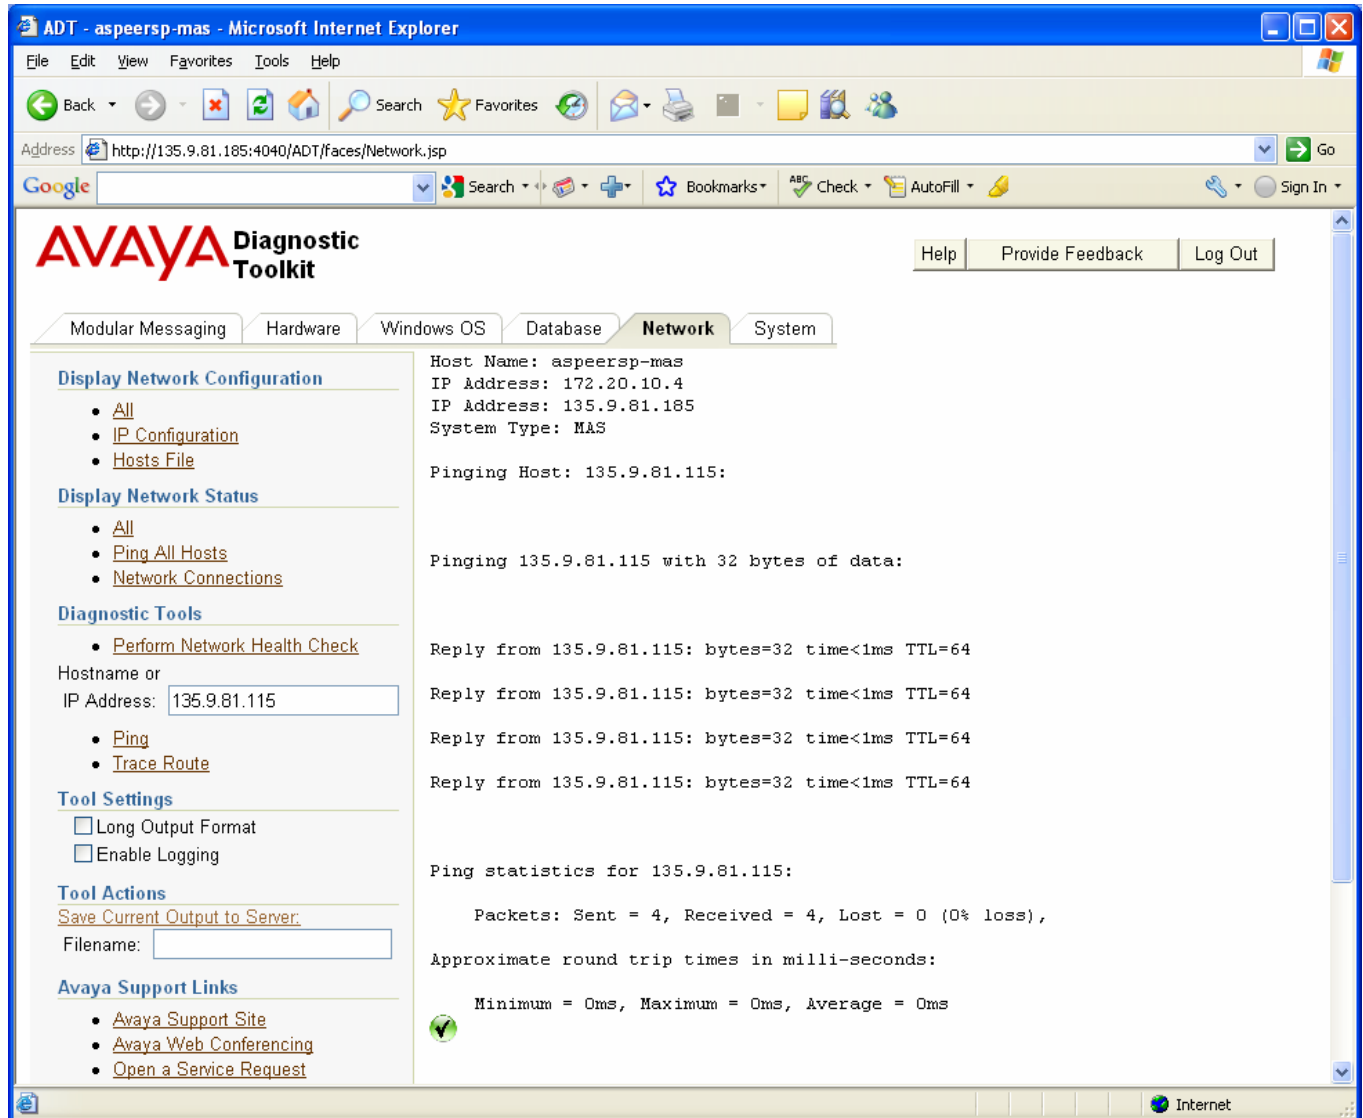 ADT - aspeersp-mas - Microsoft Internet Explorer
File Edit View Favorites Tools Help
Back Search Favorites
Address http://135.9.81.185:4040/ADT/faces/Network.jsp Go
Google Search Bookmarks ABC Check AutoFill Sign In
AVAYA Diagnostic Toolkit
Help Provide Feedback Log Out
Modular Messaging Hardware Windows OS Database Network System
Display Network Configuration
All
IP Configuration
Hosts File
Display Network Status
All
Ping All Hosts
Network Connections
Diagnostic Tools
Perform Network Health Check
Hostname or
IP Address: 135.9.81.115
Ping
Trace Route
Tool Settings
Long Output Format
Enable Logging
Tool Actions
Save Current Output to Server:
Filename:
Avaya Support Links
Avaya Support Site
Avaya Web Conferencing
Open a Service Request
Host Name: aspeersp-mas
IP Address: 172.20.10.4
IP Address: 135.9.81.185
System Type: MAS
Pinging Host: 135.9.81.115:
Pinging 135.9.81.115 with 32 bytes of data:
Reply from 135.9.81.115: bytes=32 time<1ms TTL=64
Reply from 135.9.81.115: bytes=32 time<1ms TTL=64
Reply from 135.9.81.115: bytes=32 time<1ms TTL=64
Reply from 135.9.81.115: bytes=32 time<1ms TTL=64
Ping statistics for 135.9.81.115:
Packets: Sent = 4, Received = 4, Lost = 0 (0% loss),
Approximate round trip times in milli-seconds:
Minimum = 0ms, Maximum = 0ms, Average = 0ms
Internet